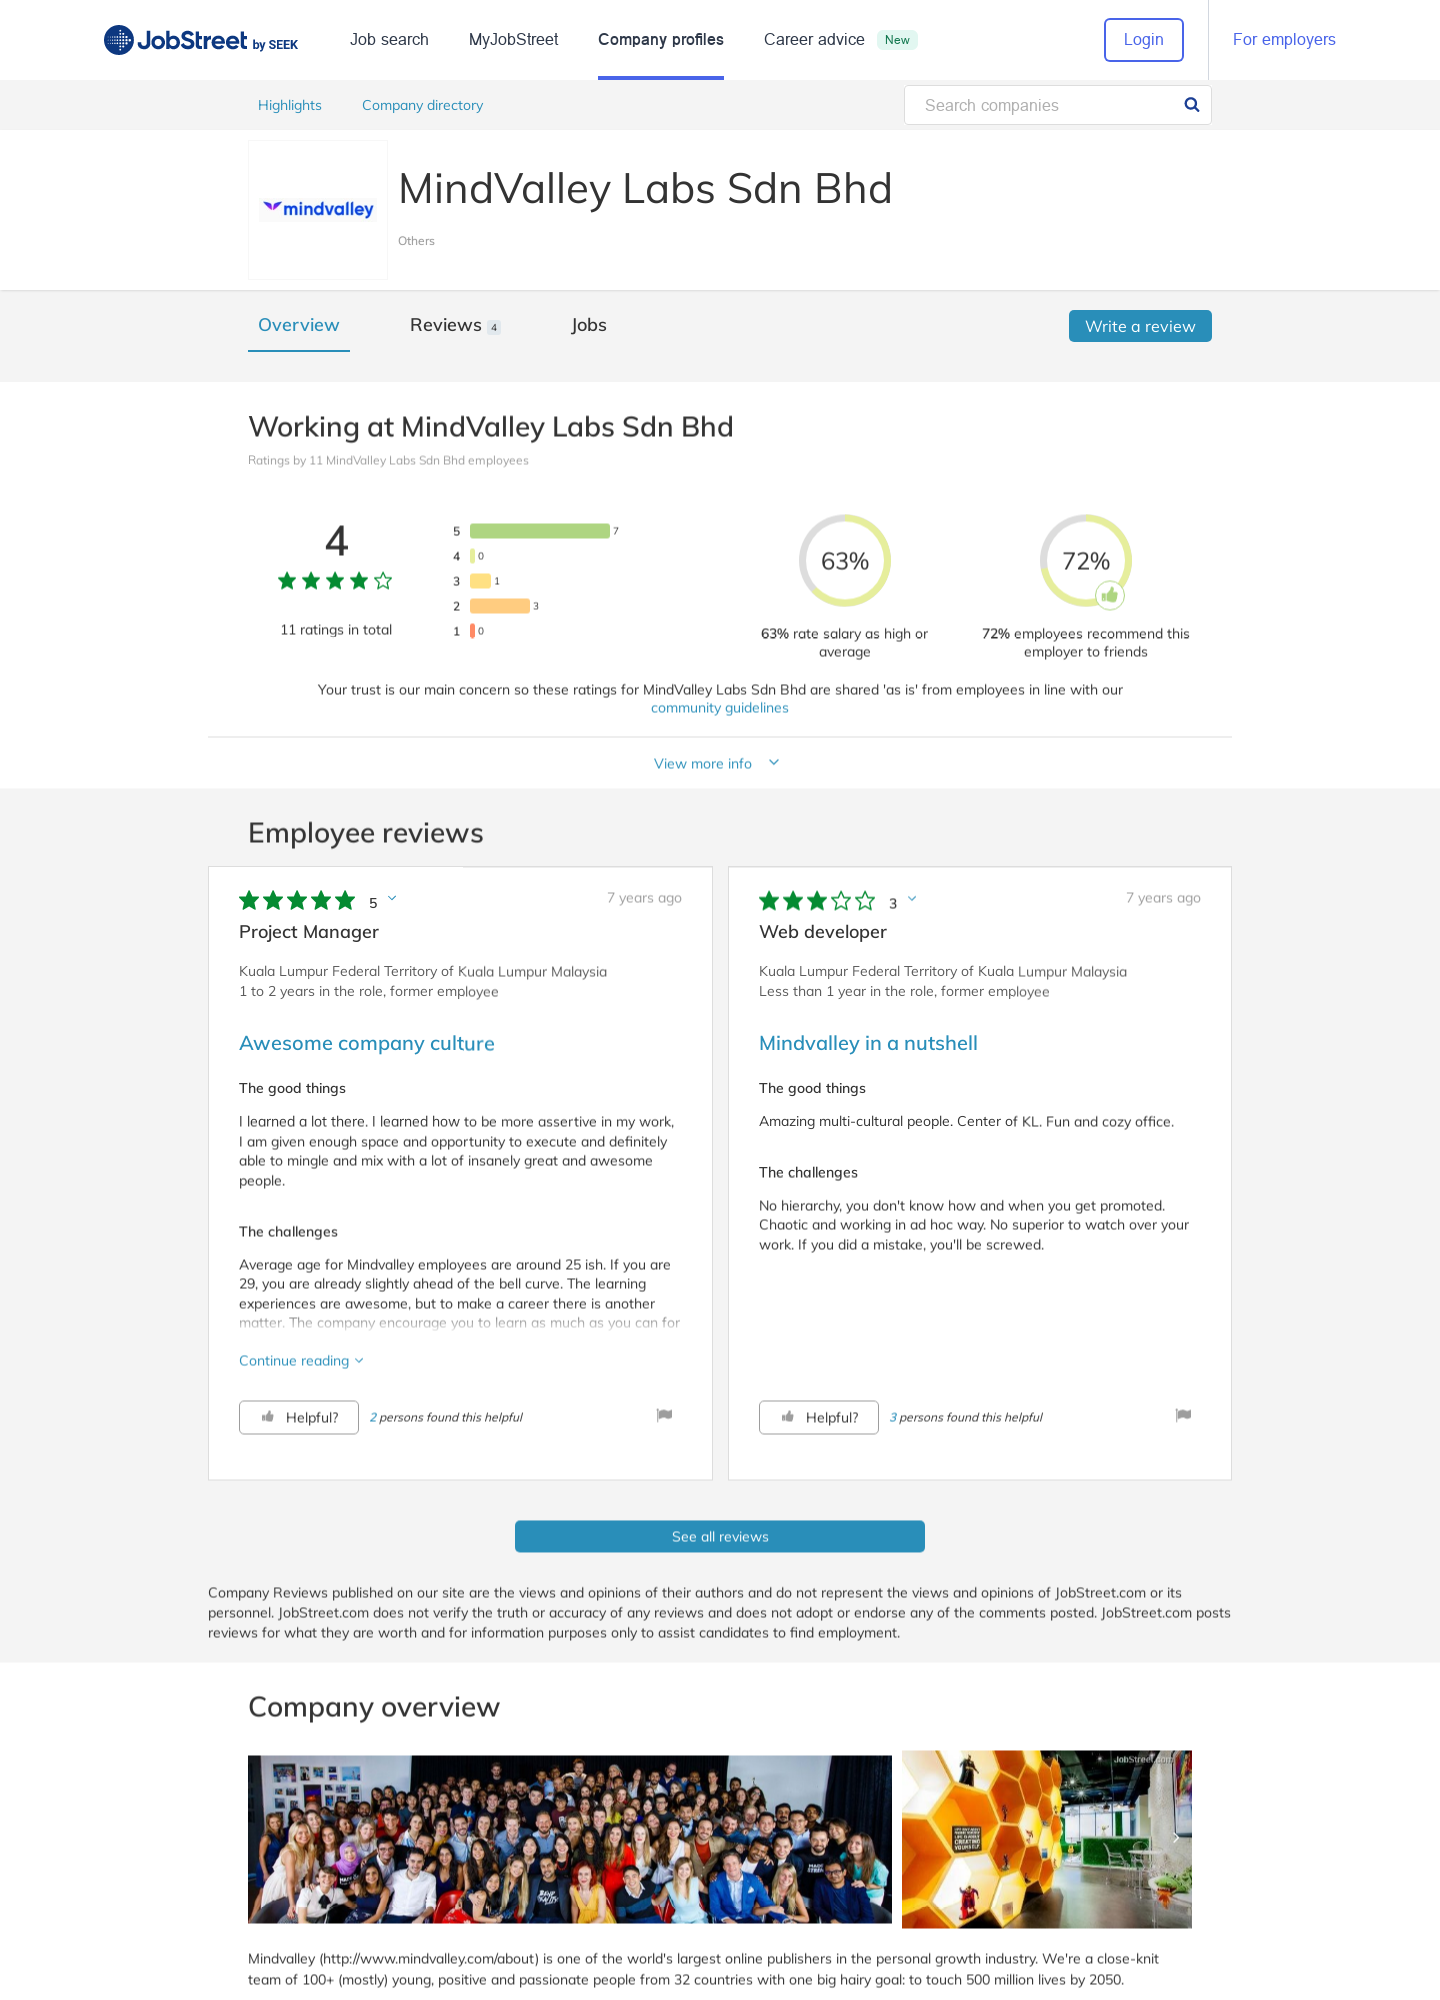 JobStreet by SEEK
Job search
MyJobStreet
Company profiles
Career advice
New
Login
For employers
Highlights
Company directory
Search companies
mindvalley
MindValley Labs Sdn Bhd
Others
Overview
Reviews 4
Jobs
Write a review
Working at MindValley Labs Sdn Bhd
Ratings by 11 MindValley Labs Sdn Bhd employees
4
11 ratings in total
5 7
4 0
3 1
2 3
1 0
63%
63% rate salary as high or
average
72%
72% employees recommend this
employer to friends
Your trust is our main concern so these ratings for MindValley Labs Sdn Bhd are shared 'as is' from employees in line with our
community guidelines
View more info
Employee reviews
5
7 years ago
Project Manager
Kuala Lumpur Federal Territory of Kuala Lumpur Malaysia
1 to 2 years in the role, former employee
Awesome company culture
The good things
I learned a lot there. I learned how to be more assertive in my work,
I am given enough space and opportunity to execute and definitely
able to mingle and mix with a lot of insanely great and awesome
people.
The challenges
Average age for Mindvalley employees are around 25 ish. If you are
29, you are already slightly ahead of the bell curve. The learning
experiences are awesome, but to make a career there is another
matter. The company encourage you to learn as much as you can for
Continue reading
Helpful?
2 persons found this helpful
3
7 years ago
Web developer
Kuala Lumpur Federal Territory of Kuala Lumpur Malaysia
Less than 1 year in the role, former employee
Mindvalley in a nutshell
The good things
Amazing multi-cultural people. Center of KL. Fun and cozy office.
The challenges
No hierarchy, you don't know how and when you get promoted.
Chaotic and working in ad hoc way. No superior to watch over your
work. If you did a mistake, you'll be screwed.
Helpful?
3 persons found this helpful
See all reviews
Company Reviews published on our site are the views and opinions of their authors and do not represent the views and opinions of JobStreet.com or its
personnel. JobStreet.com does not verify the truth or accuracy of any reviews and does not adopt or endorse any of the comments posted. JobStreet.com posts
reviews for what they are worth and for information purposes only to assist candidates to find employment.
Company overview
JobStreet.com
Mindvalley (http://www.mindvalley.com/about) is one of the world's largest online publishers in the personal growth industry. We're a close-knit
team of 100+ (mostly) young, positive and passionate people from 32 countries with one big hairy goal: to touch 500 million lives by 2050.